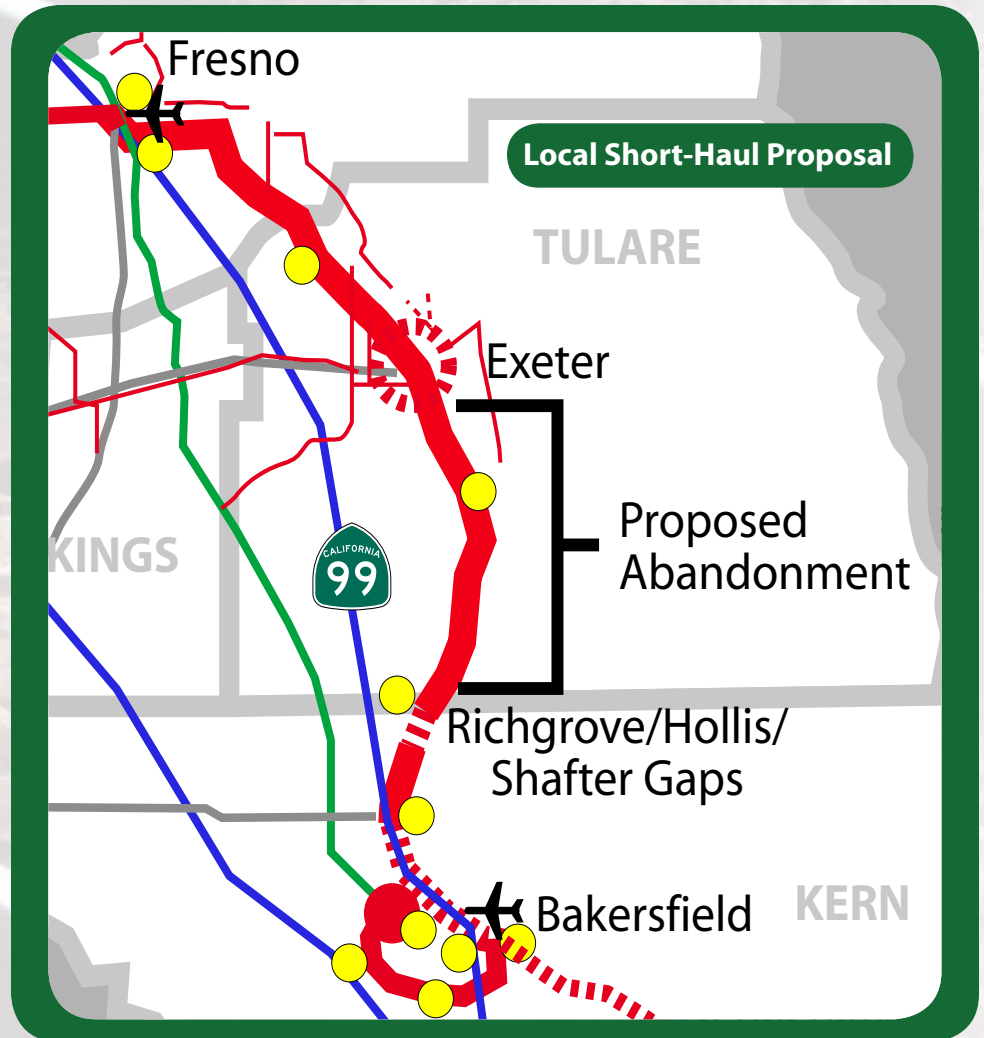 Fresno
Local Short-Haul Proposal
TULARE
Exeter
Proposed
Abandonment
KINGS
CALIFORNIA
99
Richgrove/Hollis/
Shafter Gaps
Bakersfield
KERN